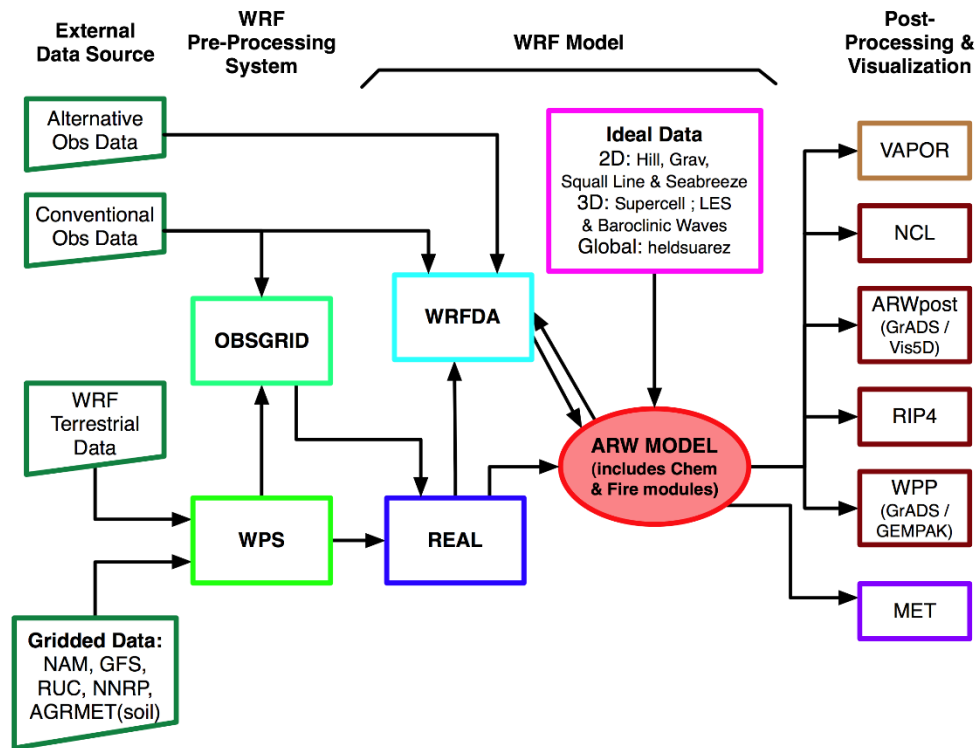 External
Data Source
WRF
Pre-Processing
System
WRF Model
Post-
Processing &
Visualization
Alternative
Obs Data
Conventional
Obs Data
WRF
Terrestrial
Data
Gridded Data:
NAM, GFS,
RUC, NNRP,
AGRMET(soil)
OBSGRID
WPS
WRFDA
REAL
Ideal Data
2D: Hill, Grav,
Squall Line & Seabreeze
3D: Supercell ; LES
& Baroclinic Waves
Global: heldsuarez
ARW MODEL
(includes Chem
& Fire modules)
VAPOR
NCL
ARWpost
(GrADS /
Vis5D)
RIP4
WPP
(GrADS /
GEMPAK)
MET